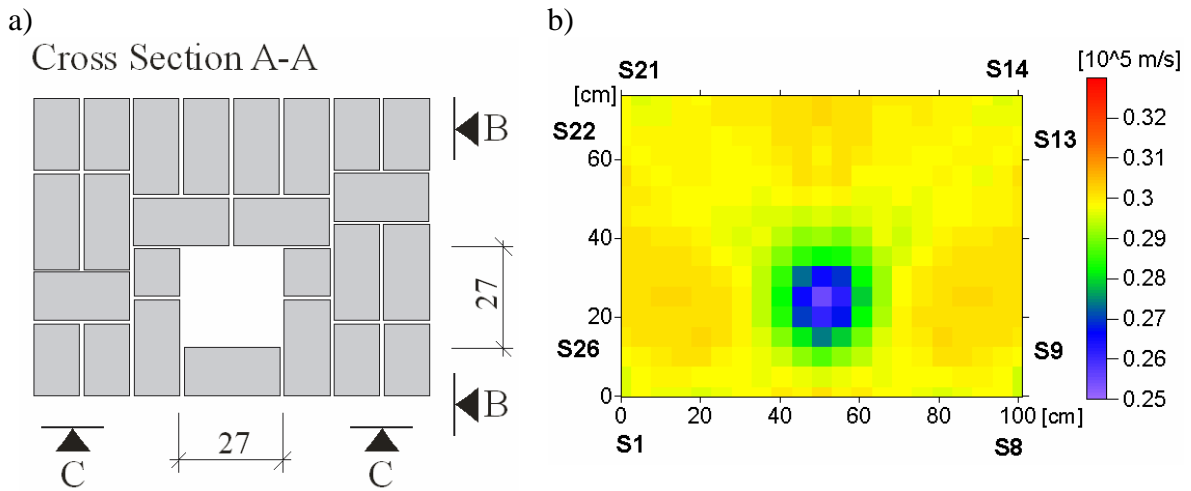 a)
Cross Section A-A
B
27
B
27
C
C
b)
[10^5 m/s]
S21
S14
[cm]
S22
S13
60
40
20
0
S26
S9
0
20
40
60
80
100
[cm]
S1
S8
0.33
0.32
0.31
0.3
0.29
0.28
0.27
0.26
0.25